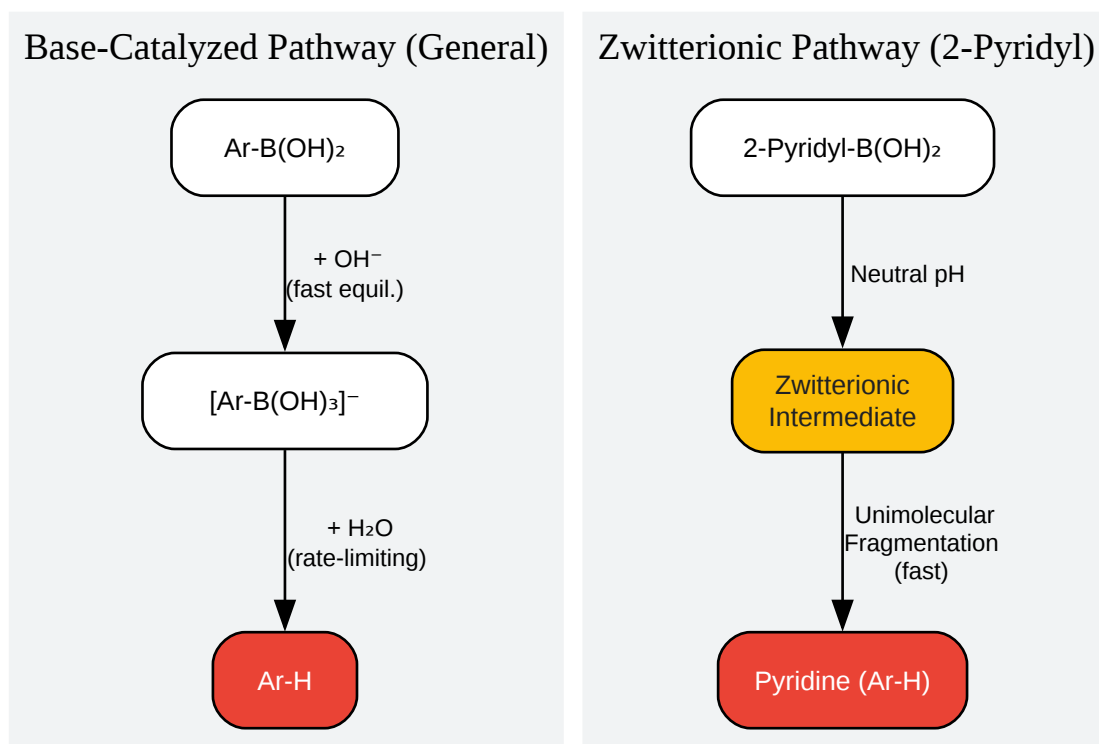 Base-Catalyzed Pathway (General)
Ar-B(OH)₂
+ OH⁻
(fast equil.)
[Ar-B(OH)₃]⁻
+ H₂O
(rate-limiting)
Ar-H
Zwitterionic Pathway (2-Pyridyl)
2-Pyridyl-B(OH)₂
Neutral pH
Zwitterionic
Intermediate
Unimolecular
Fragmentation
(fast)
Pyridine (Ar-H)